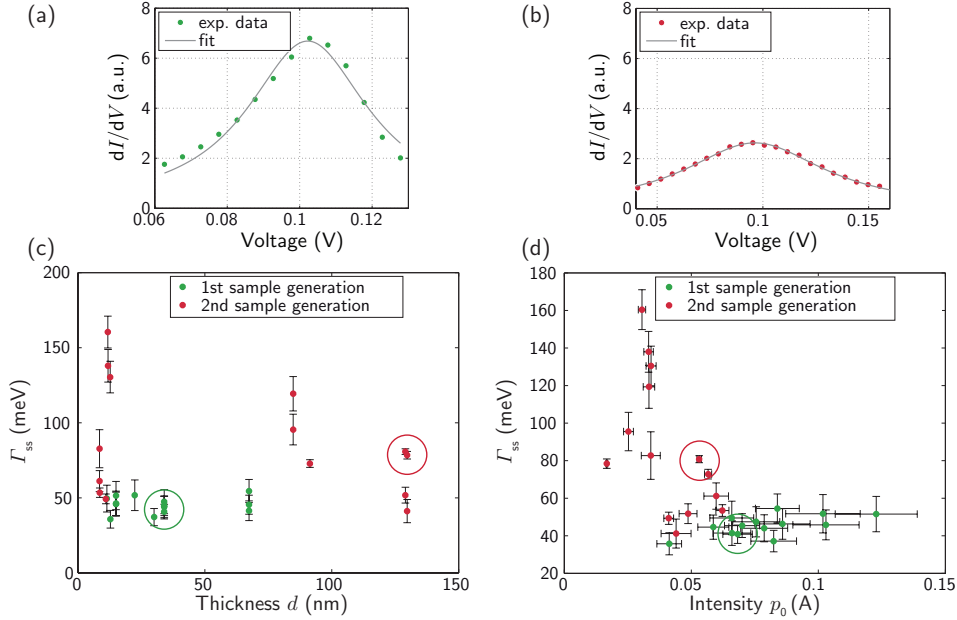 (a)
exp. data
fit
8
6
4
2
0
dI/dV (a.u.)
0.06 0.08 0.1 0.12
Voltage (V)
(b)
exp. data
fit
8
6
4
2
0
dI/dV (a.u.)
0.05 0.1 0.15
Voltage (V)
(c)
1st sample generation
2nd sample generation
200
150
100
50
0
Γss (meV)
0 50 100 150
Thickness d (nm)
(d)
1st sample generation
2nd sample generation
180
160
140
120
100
80
60
40
20
Γss (meV)
0 0.05 0.1 0.15
Intensity p0 (A)